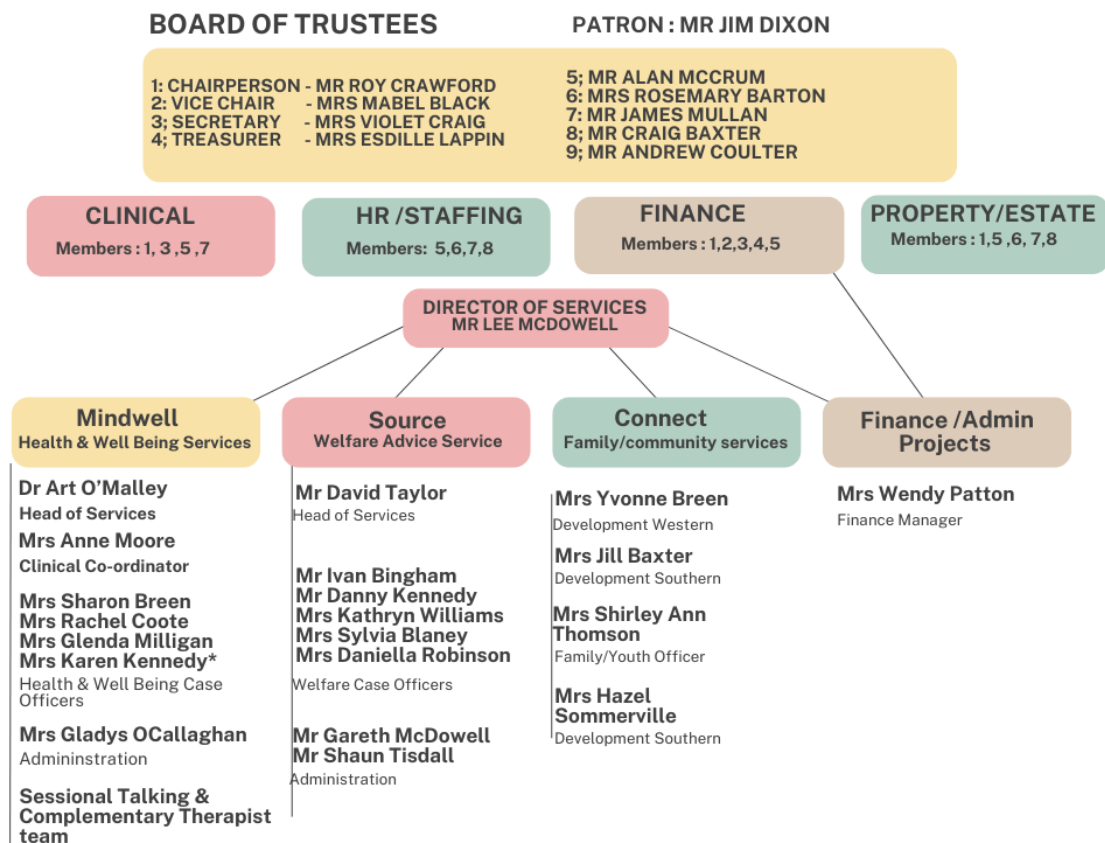 BOARD OF TRUSTEES
PATRON : MR JIM DIXON
1: CHAIRPERSON - MR ROY CRAWFORD
2: VICE CHAIR - MRS MABEL BLACK
3; SECRETARY - MRS VIOLET CRAIG
4; TREASURER - MRS ESDILLE LAPPIN
5; MR ALAN MCCRUM
6: MRS ROSEMARY BARTON
7: MR JAMES MULLAN
8; MR CRAIG BAXTER
9; MR ANDREW COULTER
CLINICAL
Members : 1, 3 ,5 ,7
HR /STAFFING
Members: 5,6,7,8
FINANCE
Members : 1,2,3,4,5
PROPERTY/ESTATE
Members : 1,5 ,6, 7,8
DIRECTOR OF SERVICES
MR LEE MCDOWELL
Mindwell
Health & Well Being Services
Dr Art O’Malley
Head of Services
Mrs Anne Moore
Clinical Co-ordinator
Mrs Sharon Breen
Mrs Rachel Coote
Mrs Glenda Milligan
Mrs Karen Kennedy*
Health & Well Being Case
Officers
Mrs Gladys OCallaghan
Admininstration
Sessional Talking &
Complementary Therapist
team
Source
Welfare Advice Service
Mr David Taylor
Head of Services
Mr Ivan Bingham
Mr Danny Kennedy
Mrs Kathryn Williams
Mrs Sylvia Blaney
Mrs Daniella Robinson
Welfare Case Officers
Mr Gareth McDowell
Mr Shaun Tisdall
Administration
Connect
Family/community services
Mrs Yvonne Breen
Development Western
Mrs Jill Baxter
Development Southern
Mrs Shirley Ann
Thomson
Family/Youth Officer
Mrs Hazel
Sommerville
Development Southern
Finance /Admin
Projects
Mrs Wendy Patton
Finance Manager